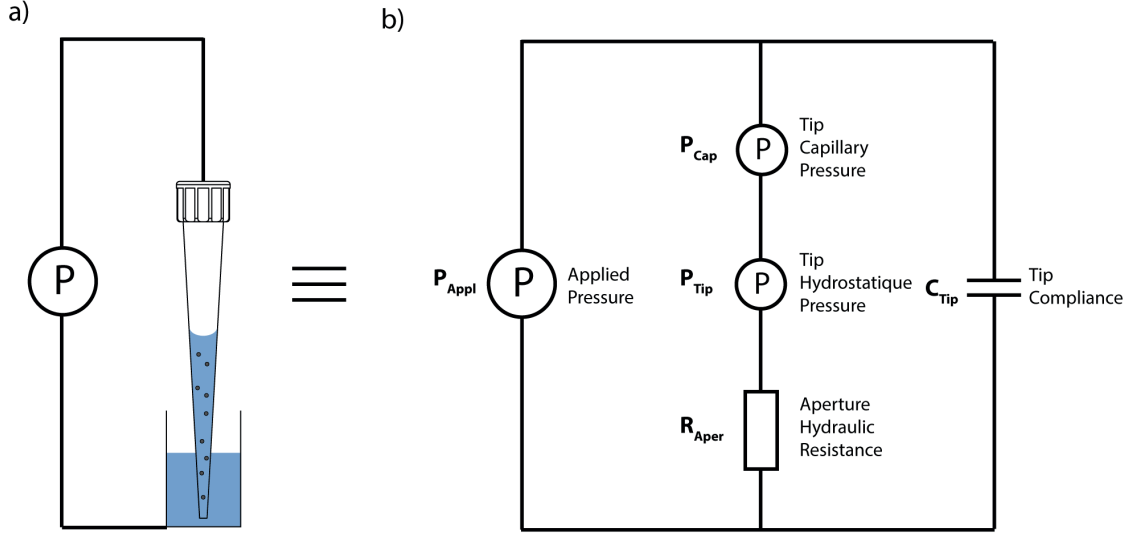 a)
P
b)
P_Appl
P
Applied
Pressure
P_Cap
P
Tip
Capillary
Pressure
P_Tip
P
Tip
Hydrostatique
Pressure
R_Aper
Aperture
Hydraulic
Resistance
C_Tip
Tip
Compliance